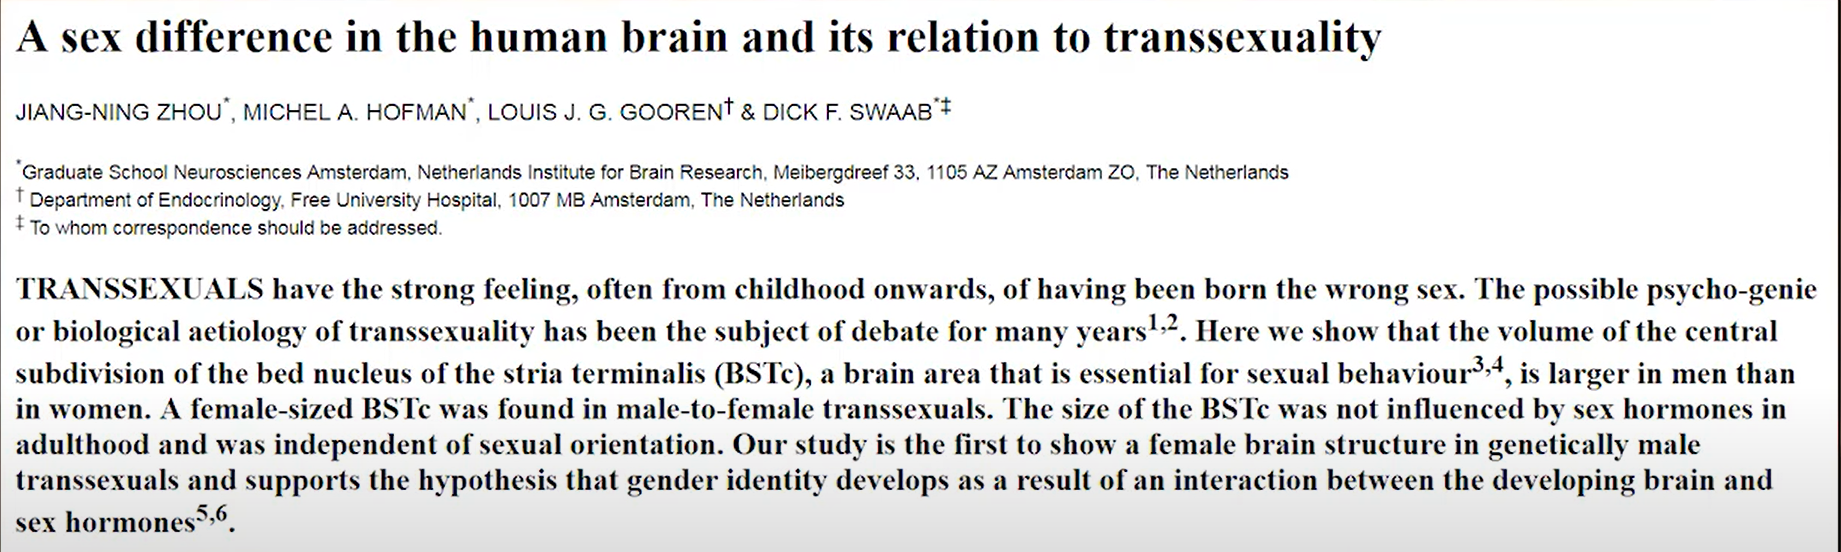 A sex difference in the human brain and its relation to transsexuality
JIANG-NING ZHOU*, MICHEL A. HOFMAN*, LOUIS J. G. GOOREN† & DICK F. SWAAB*‡
*Graduate School Neurosciences Amsterdam, Netherlands Institute for Brain Research, Meibergdreef 33, 1105 AZ Amsterdam ZO, The Netherlands
† Department of Endocrinology, Free University Hospital, 1007 MB Amsterdam, The Netherlands
‡ To whom correspondence should be addressed.
TRANSSEXUALS have the strong feeling, often from childhood onwards, of having been born the wrong sex. The possible psycho-genie
or biological aetiology of transsexuality has been the subject of debate for many years1,2. Here we show that the volume of the central
subdivision of the bed nucleus of the stria terminalis (BSTc), a brain area that is essential for sexual behaviour3,4, is larger in men than
in women. A female-sized BSTc was found in male-to-female transsexuals. The size of the BSTc was not influenced by sex hormones in
adulthood and was independent of sexual orientation. Our study is the first to show a female brain structure in genetically male
transsexuals and supports the hypothesis that gender identity develops as a result of an interaction between the developing brain and
sex hormones5,6.